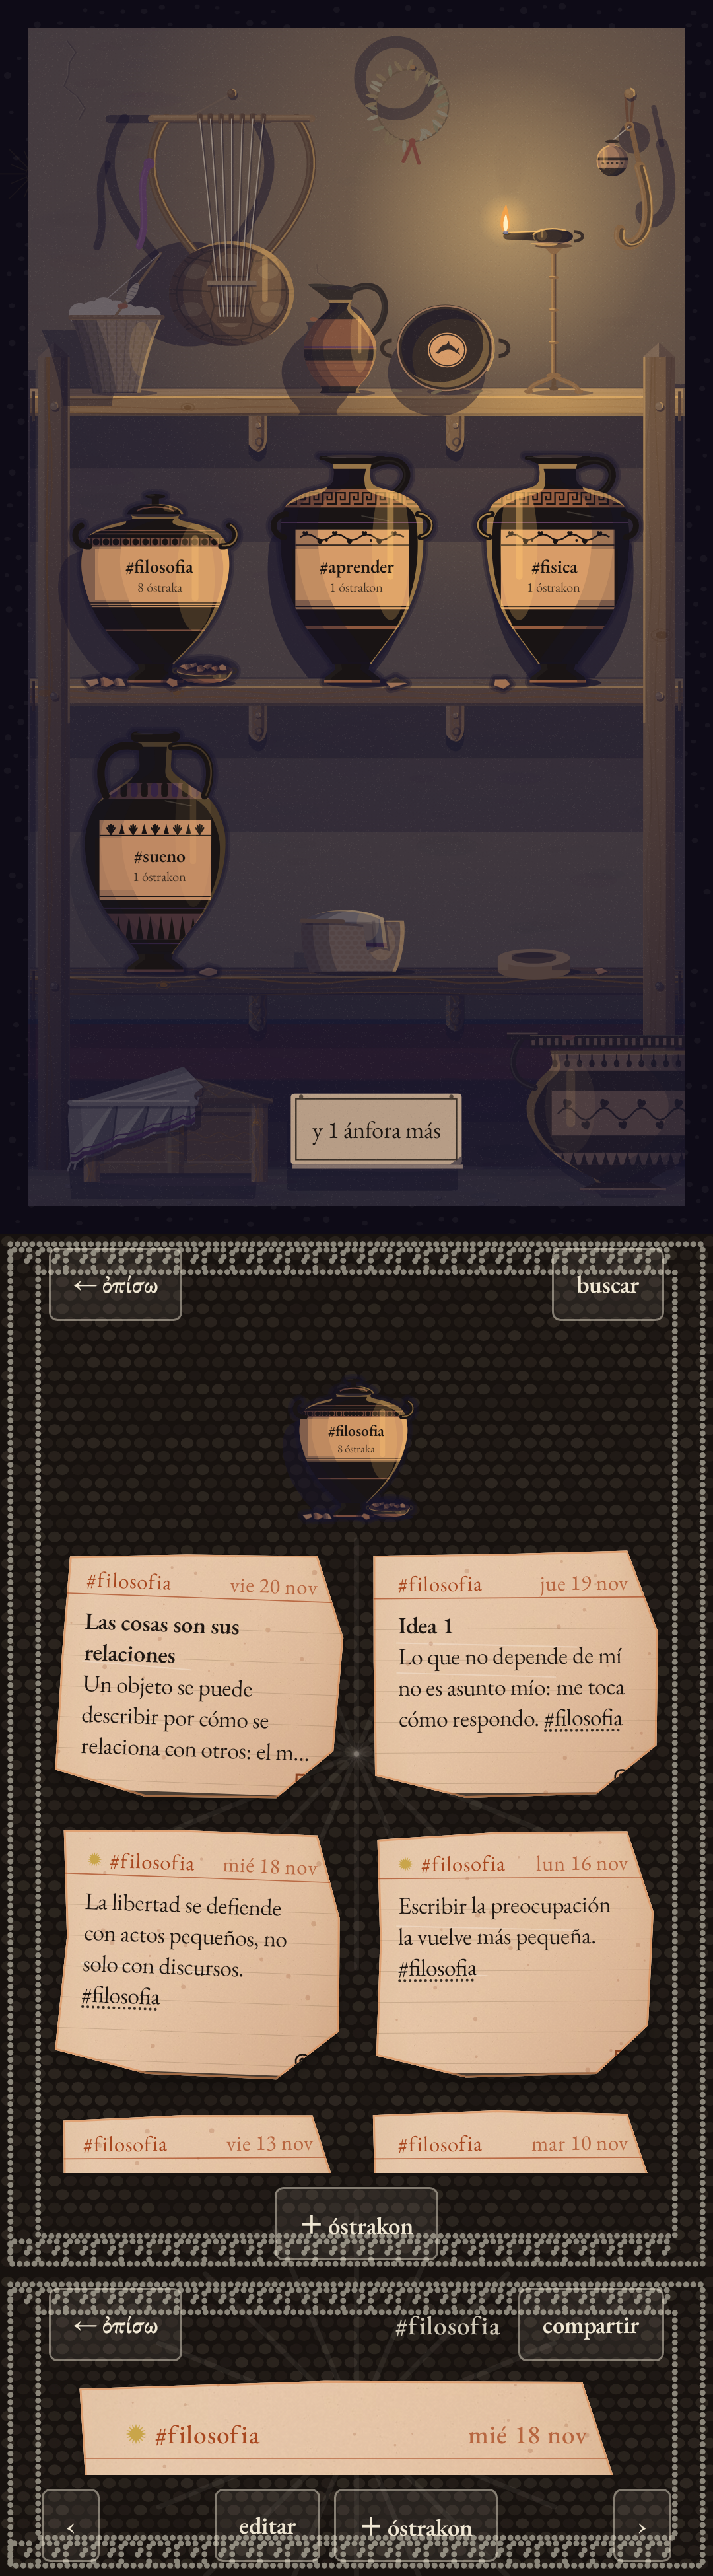 #filosofia
8 óstraka
#aprender
1 óstrakon
#fisica
1 óstrakon
#sueno
1 óstrakon
y 1 ánfora más
← ὀπίσω
buscar
#filosofia
8 óstraka
#filosofia vie 20 nov
Las cosas son sus
relaciones
Un objeto se puede
describir por cómo se
relaciona con otros: el m...
#filosofia jue 19 nov
Idea 1
Lo que no depende de mí
no es asunto mío: me toca
cómo respondo. #filosofia
#filosofia mié 18 nov
La libertad se defiende
con actos pequeños, no
solo con discursos.
#filosofia
#filosofia lun 16 nov
Escribir la preocupación
la vuelve más pequeña.
#filosofia
#filosofia vie 13 nov
#filosofia mar 10 nov
+ óstrakon
← ὀπίσω
#filosofia
compartir
#filosofia mié 18 nov
‹
editar
+ óstrakon
›